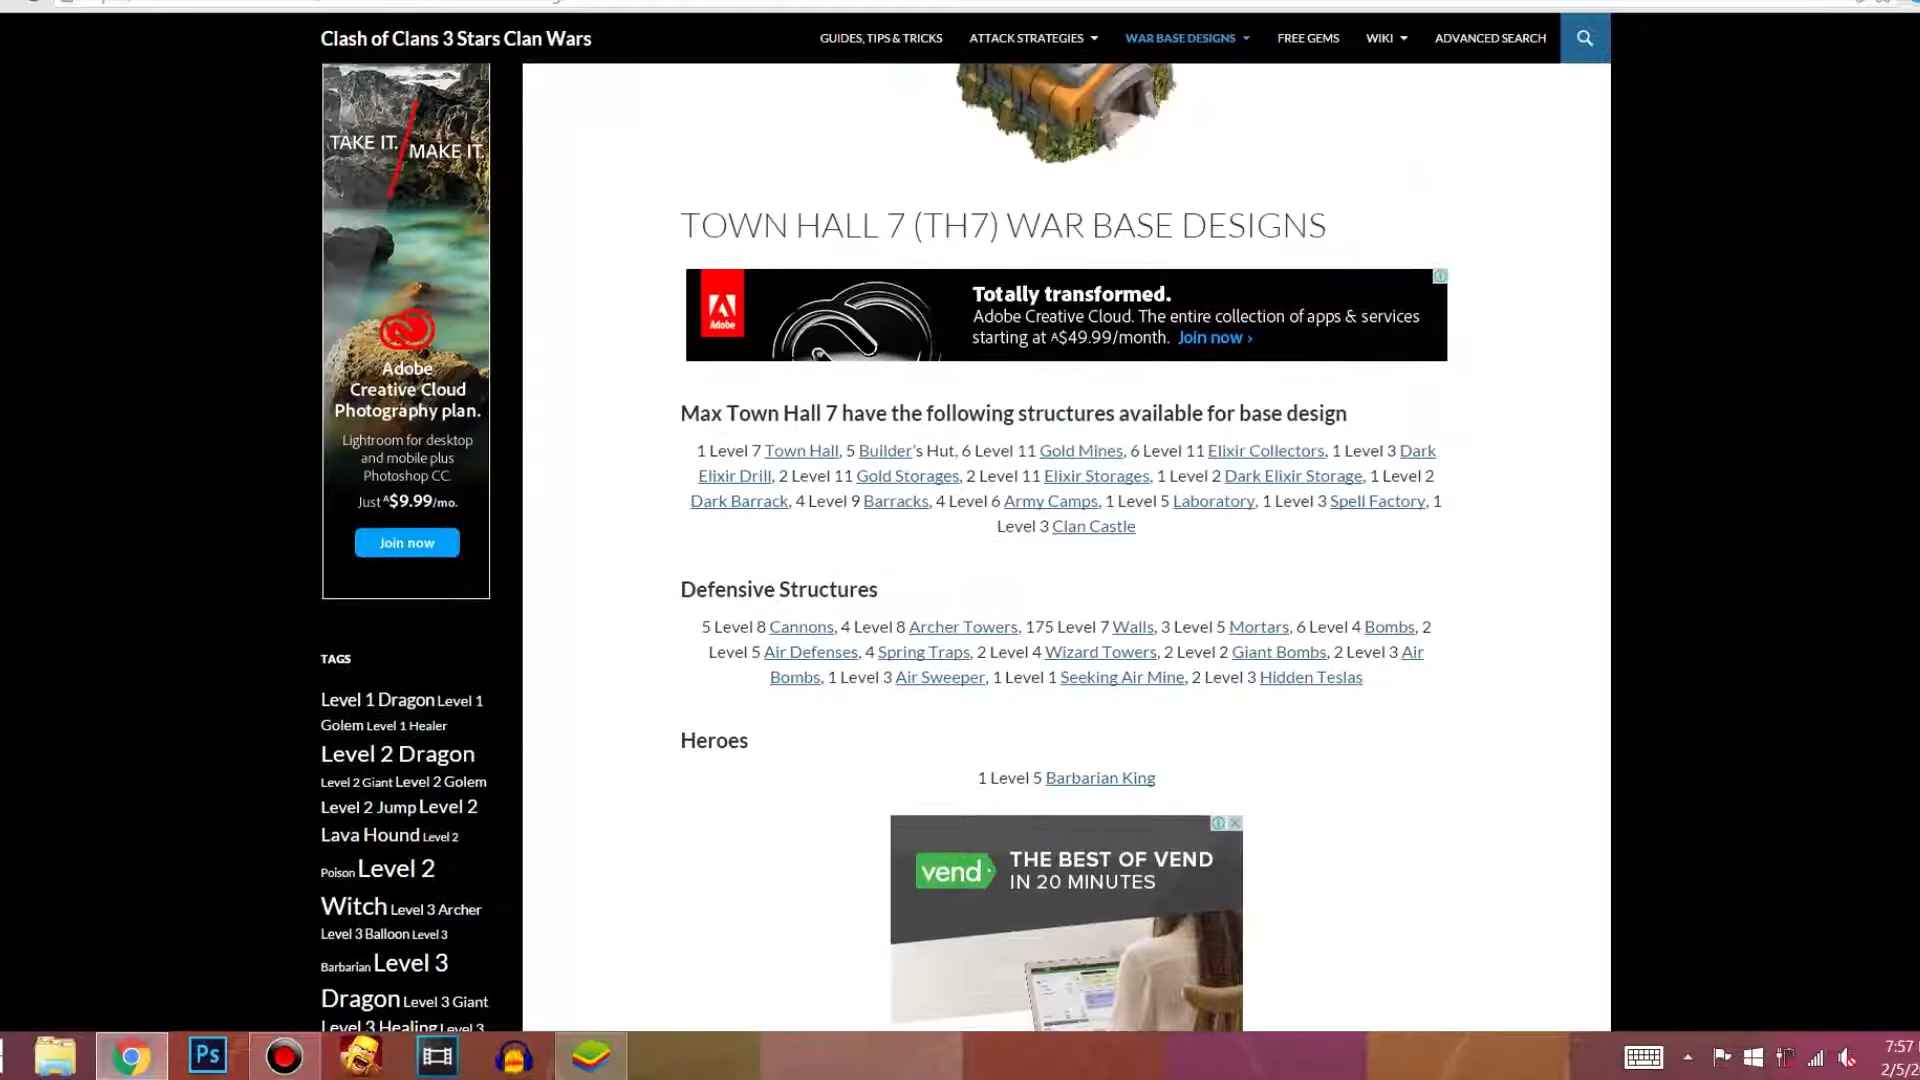 Clash of Clans 3 Stars Clan Wars
GUIDES, TIPS & TRICKS
ATTACK STRATEGIES
WAR BASE DESIGNS
FREE GEMS
WIKI
ADVANCED SEARCH
TAKE IT.
MAKE IT.
Adobe
Creative Cloud
Photography plan.
Lightroom for desktop
and mobile plus
Photoshop CC.
Just A$9.99/mo.
Join now
TAGS
Level 1 Dragon Level 1
Golem Level 1 Healer
Level 2 Dragon
Level 2 Giant Level 2 Golem
Level 2 Jump Level 2
Lava Hound Level 2
Poison Level 2
Witch Level 3 Archer
Level 3 Balloon Level 3
Barbarian Level 3
Dragon Level 3 Giant
Level 3 Healing Level 3
TOWN HALL 7 (TH7) WAR BASE DESIGNS
Adobe
Totally transformed.
Adobe Creative Cloud. The entire collection of apps & services
starting at A$49.99/month. Join now ›
Max Town Hall 7 have the following structures available for base design
1 Level 7 Town Hall, 5 Builder's Hut, 6 Level 11 Gold Mines, 6 Level 11 Elixir Collectors, 1 Level 3 Dark
Elixir Drill, 2 Level 11 Gold Storages, 2 Level 11 Elixir Storages, 1 Level 2 Dark Elixir Storage, 1 Level 2
Dark Barrack, 4 Level 9 Barracks, 4 Level 6 Army Camps, 1 Level 5 Laboratory, 1 Level 3 Spell Factory, 1
Level 3 Clan Castle
Defensive Structures
5 Level 8 Cannons, 4 Level 8 Archer Towers, 175 Level 7 Walls, 3 Level 5 Mortars, 6 Level 4 Bombs, 2
Level 5 Air Defenses, 4 Spring Traps, 2 Level 4 Wizard Towers, 2 Level 2 Giant Bombs, 2 Level 3 Air
Bombs, 1 Level 3 Air Sweeper, 1 Level 1 Seeking Air Mine, 2 Level 3 Hidden Teslas
Heroes
1 Level 5 Barbarian King
vend
THE BEST OF VEND
IN 20 MINUTES
Ps
7:57
2/5/2